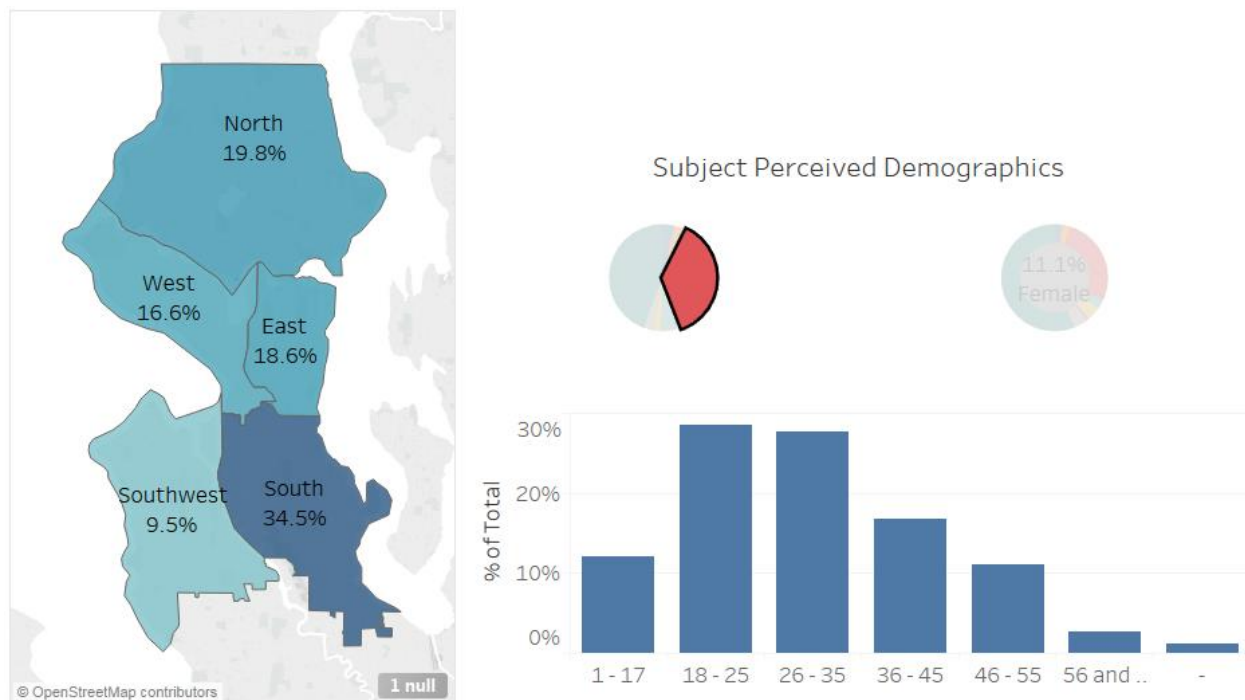 North
19.8%
West
16.6%
East
18.6%
Southwest
9.5%
South
34.5%
© OpenStreetMap contributors
1 null
Subject Perceived Demographics
11.1%
Female
% of Total
30%
20%
10%
0%
1 - 17
18 - 25
26 - 35
36 - 45
46 - 55
56 and ..
-